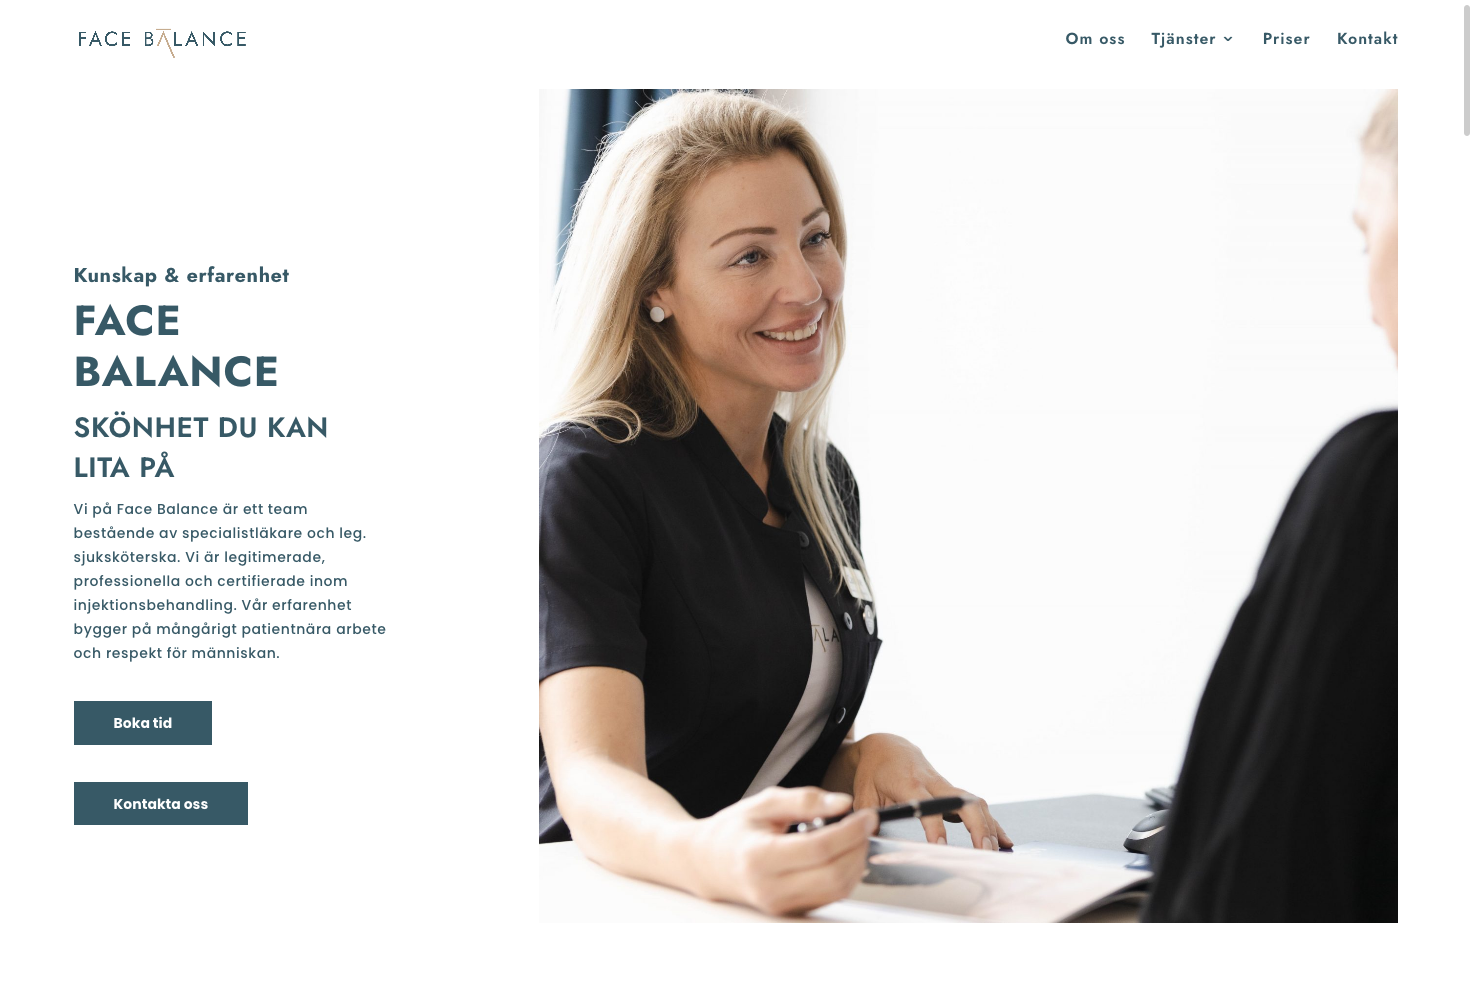 FACE BALANCE
Om oss
Tjänster
Priser
Kontakt
Kunskap & erfarenhet
FACE
BALANCE
SKÖNHET DU KAN
LITA PÅ
Vi på Face Balance är ett team
bestående av specialistläkare och leg.
sjuksköterska. Vi är legitimerade,
professionella och certifierade inom
injektionsbehandling. Vår erfarenhet
bygger på mångårigt patientnära arbete
och respekt för människan.
Boka tid
Kontakta oss
ALA